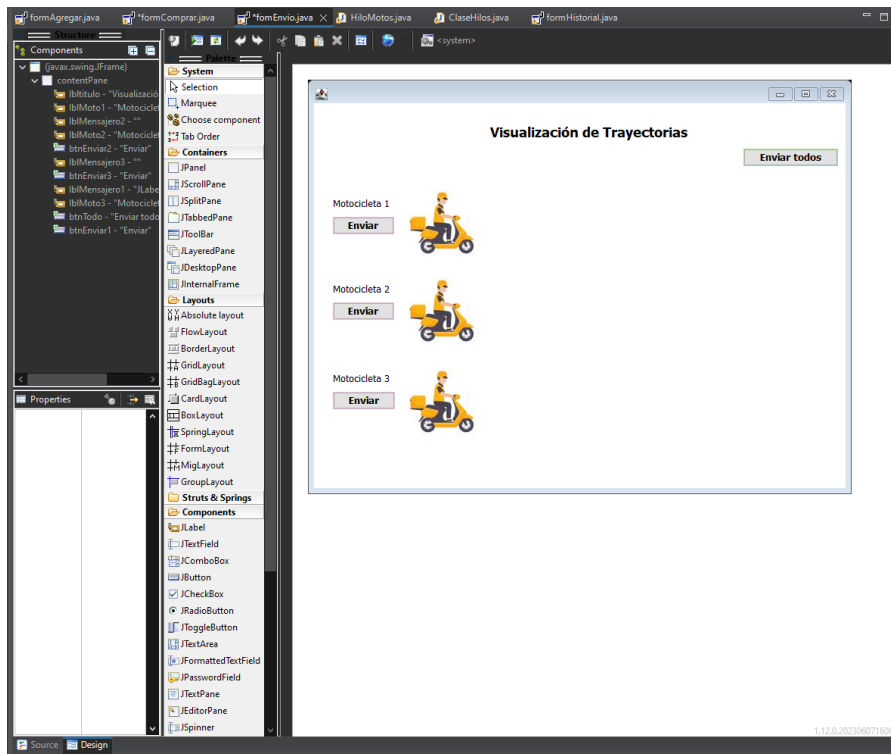 formAgregar.java *formComprar.java *fomEnvio.java HiloMotos.java ClaseHilos.java formHistorial.java
Structure
Components
(javax.swing.JFrame)
contentPane
lbltitulo - "Visualizació
lblMoto1 - "Motociclet
lblMensajero2 - ""
lblMoto2 - "Motociclet
btnEnviar2 - "Enviar"
lblMensajero3 - ""
btnEnviar3 - "Enviar"
lblMensajero1 - "JLabe
lblMoto3 - "Motociclet
btnTodo - "Enviar todo
btnEnviar1 - "Enviar"
Properties
<system>
Palette
System
Selection
Marquee
Choose component
Tab Order
Containers
JPanel
JScrollPane
JSplitPane
JTabbedPane
JToolBar
JLayeredPane
JDesktopPane
JInternalFrame
Layouts
Absolute layout
FlowLayout
BorderLayout
GridLayout
GridBagLayout
CardLayout
BoxLayout
SpringLayout
FormLayout
MigLayout
GroupLayout
Struts & Springs
Components
JLabel
JTextField
JComboBox
JButton
JCheckBox
JRadioButton
JToggleButton
JTextArea
JFormattedTextField
JPasswordField
JTextPane
JEditorPane
JSpinner
Visualización de Trayectorias
Enviar todos
Motocicleta 1
Enviar
Motocicleta 2
Enviar
Motocicleta 3
Enviar
Source Design